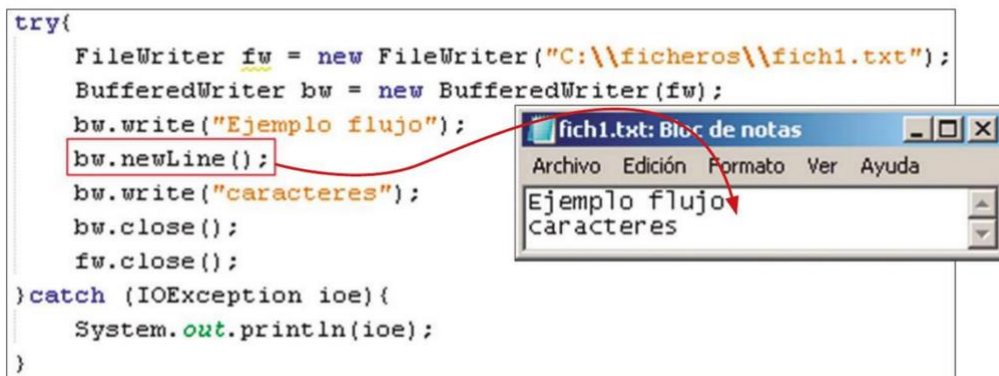 try{
FileWriter fw = new FileWriter("C:\\ficheros\\fich1.txt");
BufferedWriter bw = new BufferedWriter(fw);
bw.write("Ejemplo flujo");
bw.newLine();
bw.write("caracteres");
bw.close();
fw.close();
}catch (IOException ioe){
System.out.println(ioe);
}
fich1.txt: Bloc de notas
Archivo Edición Formato Ver Ayuda
Ejemplo flujo
caracteres